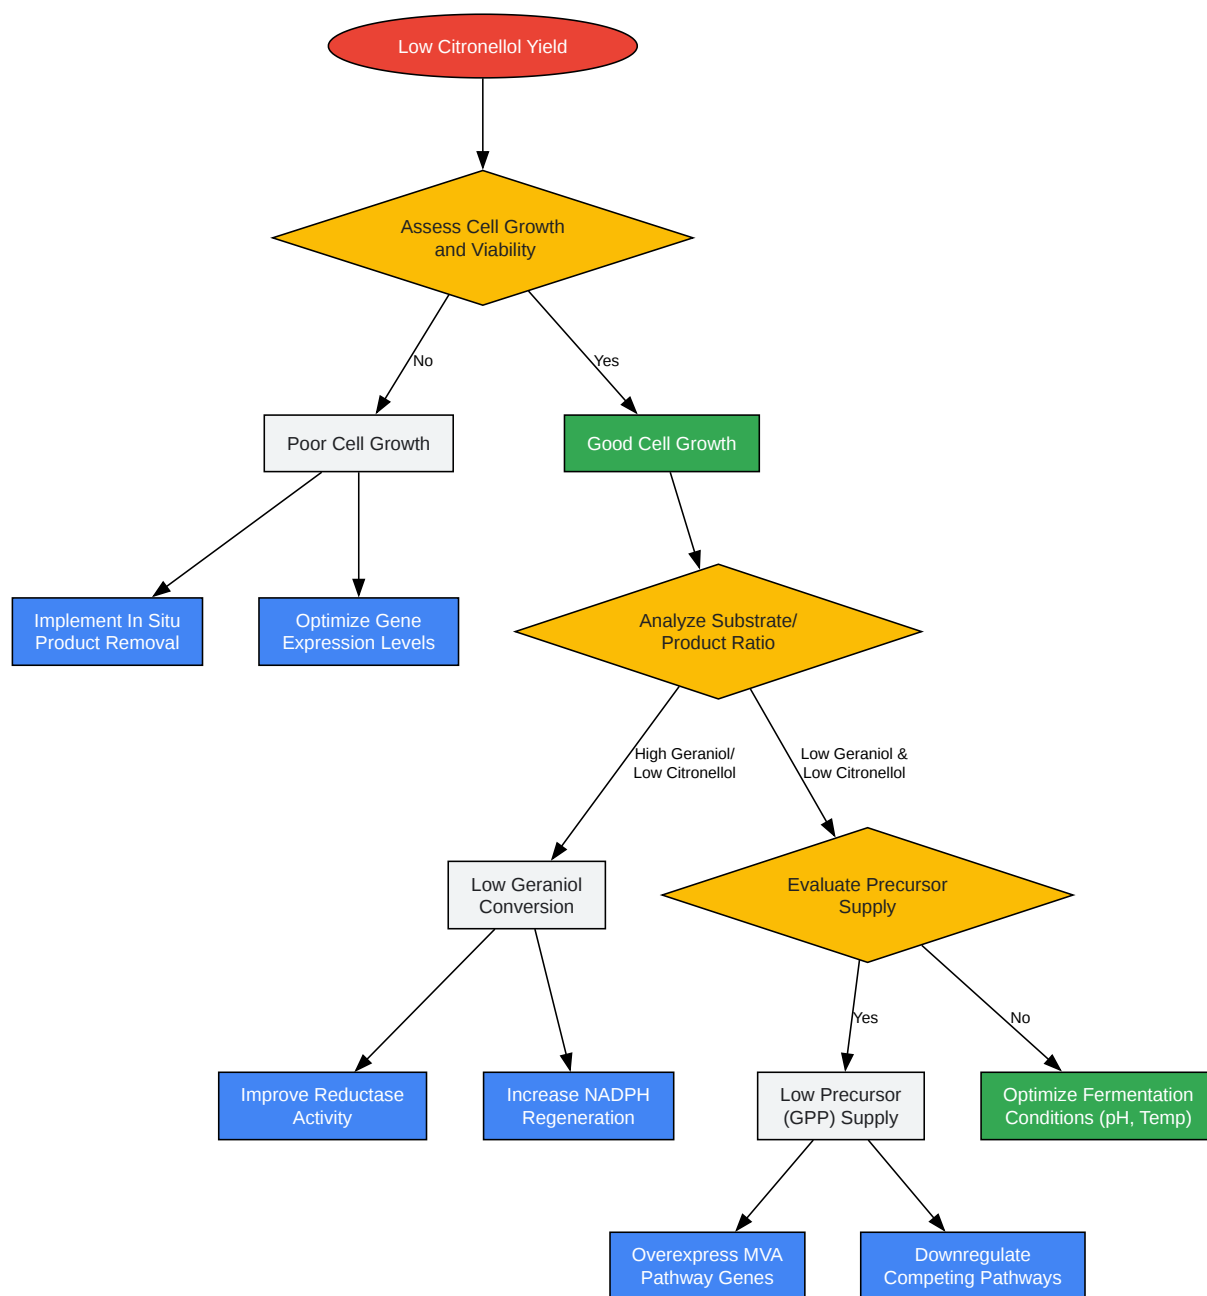 Low Citronellol Yield
Assess Cell Growth
and Viability
No
Yes
Poor Cell Growth
Good Cell Growth
Implement In Situ
Product Removal
Optimize Gene
Expression Levels
Analyze Substrate/
Product Ratio
High Geraniol/
Low Citronellol
Low Geraniol &
Low Citronellol
Low Geraniol
Conversion
Evaluate Precursor
Supply
Yes
No
Improve Reductase
Activity
Increase NADPH
Regeneration
Low Precursor
(GPP) Supply
Optimize Fermentation
Conditions (pH, Temp)
Overexpress MVA
Pathway Genes
Downregulate
Competing Pathways